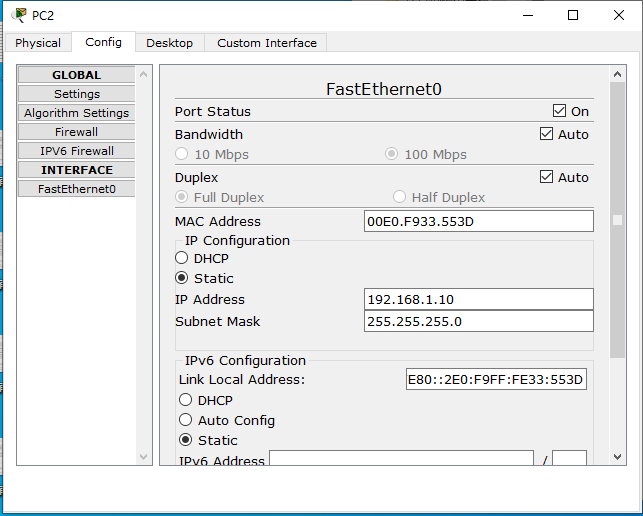 PC2
Physical Config Desktop Custom Interface
GLOBAL
Settings
Algorithm Settings
Firewall
IPV6 Firewall
INTERFACE
FastEthernet0
FastEthernet0
Port Status On
Bandwidth Auto
10 Mbps 100 Mbps
Duplex Auto
Full Duplex Half Duplex
MAC Address 00E0.F933.553D
IP Configuration
DHCP
Static
IP Address 192.168.1.10
Subnet Mask 255.255.255.0
IPv6 Configuration
Link Local Address: E80::2E0:F9FF:FE33:553D
DHCP
Auto Config
Static
IPv6 Address /